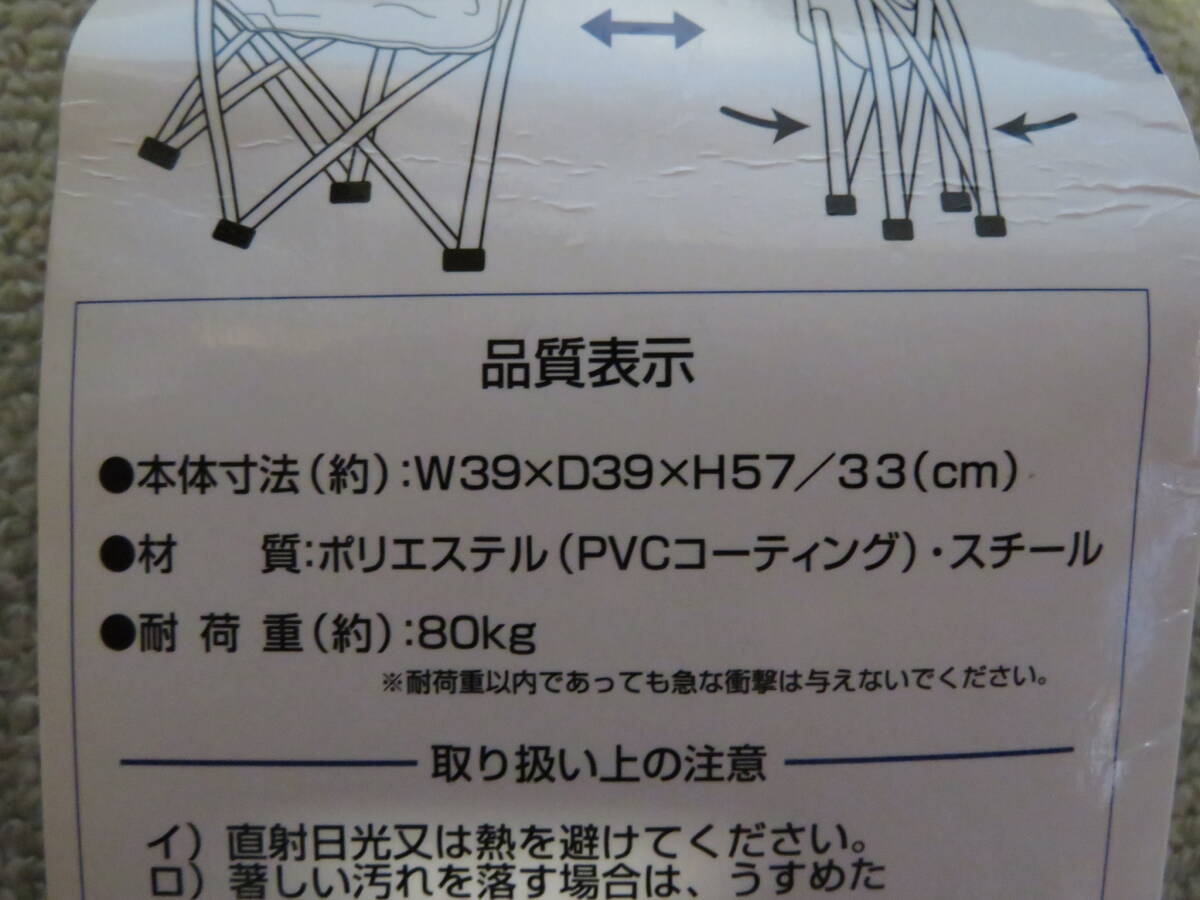 品質表示
●本体寸法(約):W39×D39×H57/33(cm)
●材　質:ポリエステル(PVCコーティング)・スチール
●耐荷重(約):80kg
※耐荷重以内であっても急な衝撃は与えないでください。
取り扱い上の注意
イ)直射日光又は熱を避けてください。
ロ)著しい汚れを落す場合は、うすめた